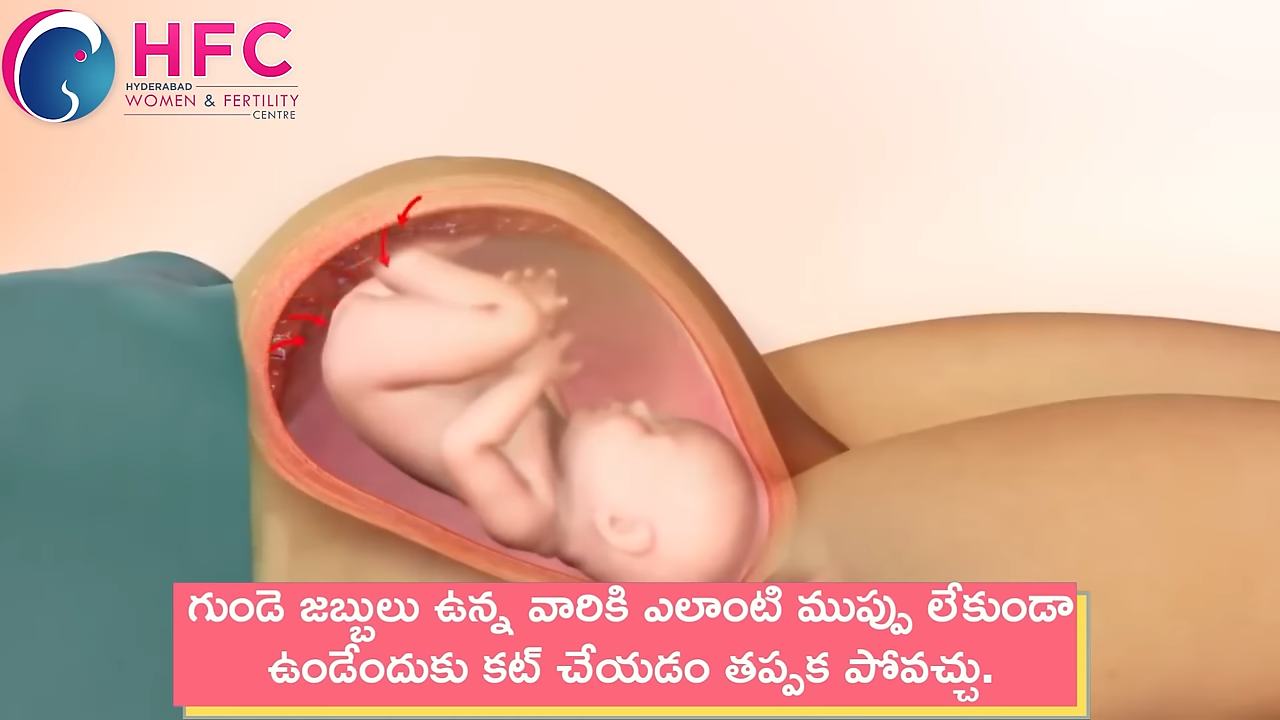 HFC
HYDERABAD
WOMEN & FERTILITY
CENTRE
గుండె జబ్బులు ఉన్న వారికి ఎలాంటి ముప్పు లేకుండా
ఉండేందుకు కట్ చేయడం తప్పక పోవచ్చు.